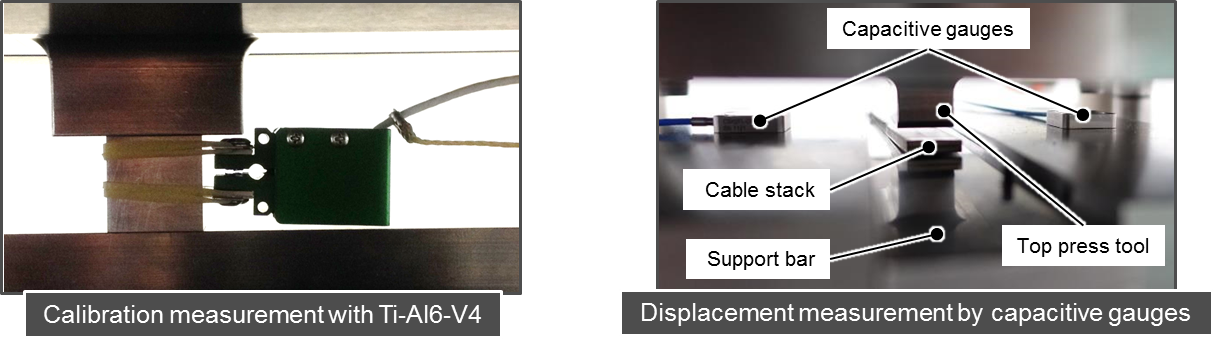 Capacitive gauges
Cable stack
Support bar
Top press tool
Calibration measurement with Ti-Al6-V4
Displacement measurement by capacitive gauges